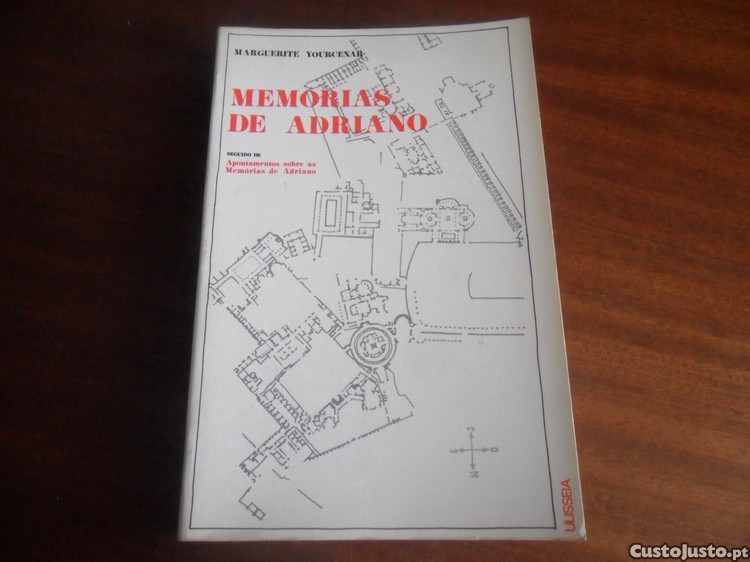 MARGUERITE YOURCENAR
MEMÓRIAS
DE ADRIANO
SEGUIDO DE
Apontamentos sobre as
Memórias de Adriano
ULISSEIA
CustoJusto.pt